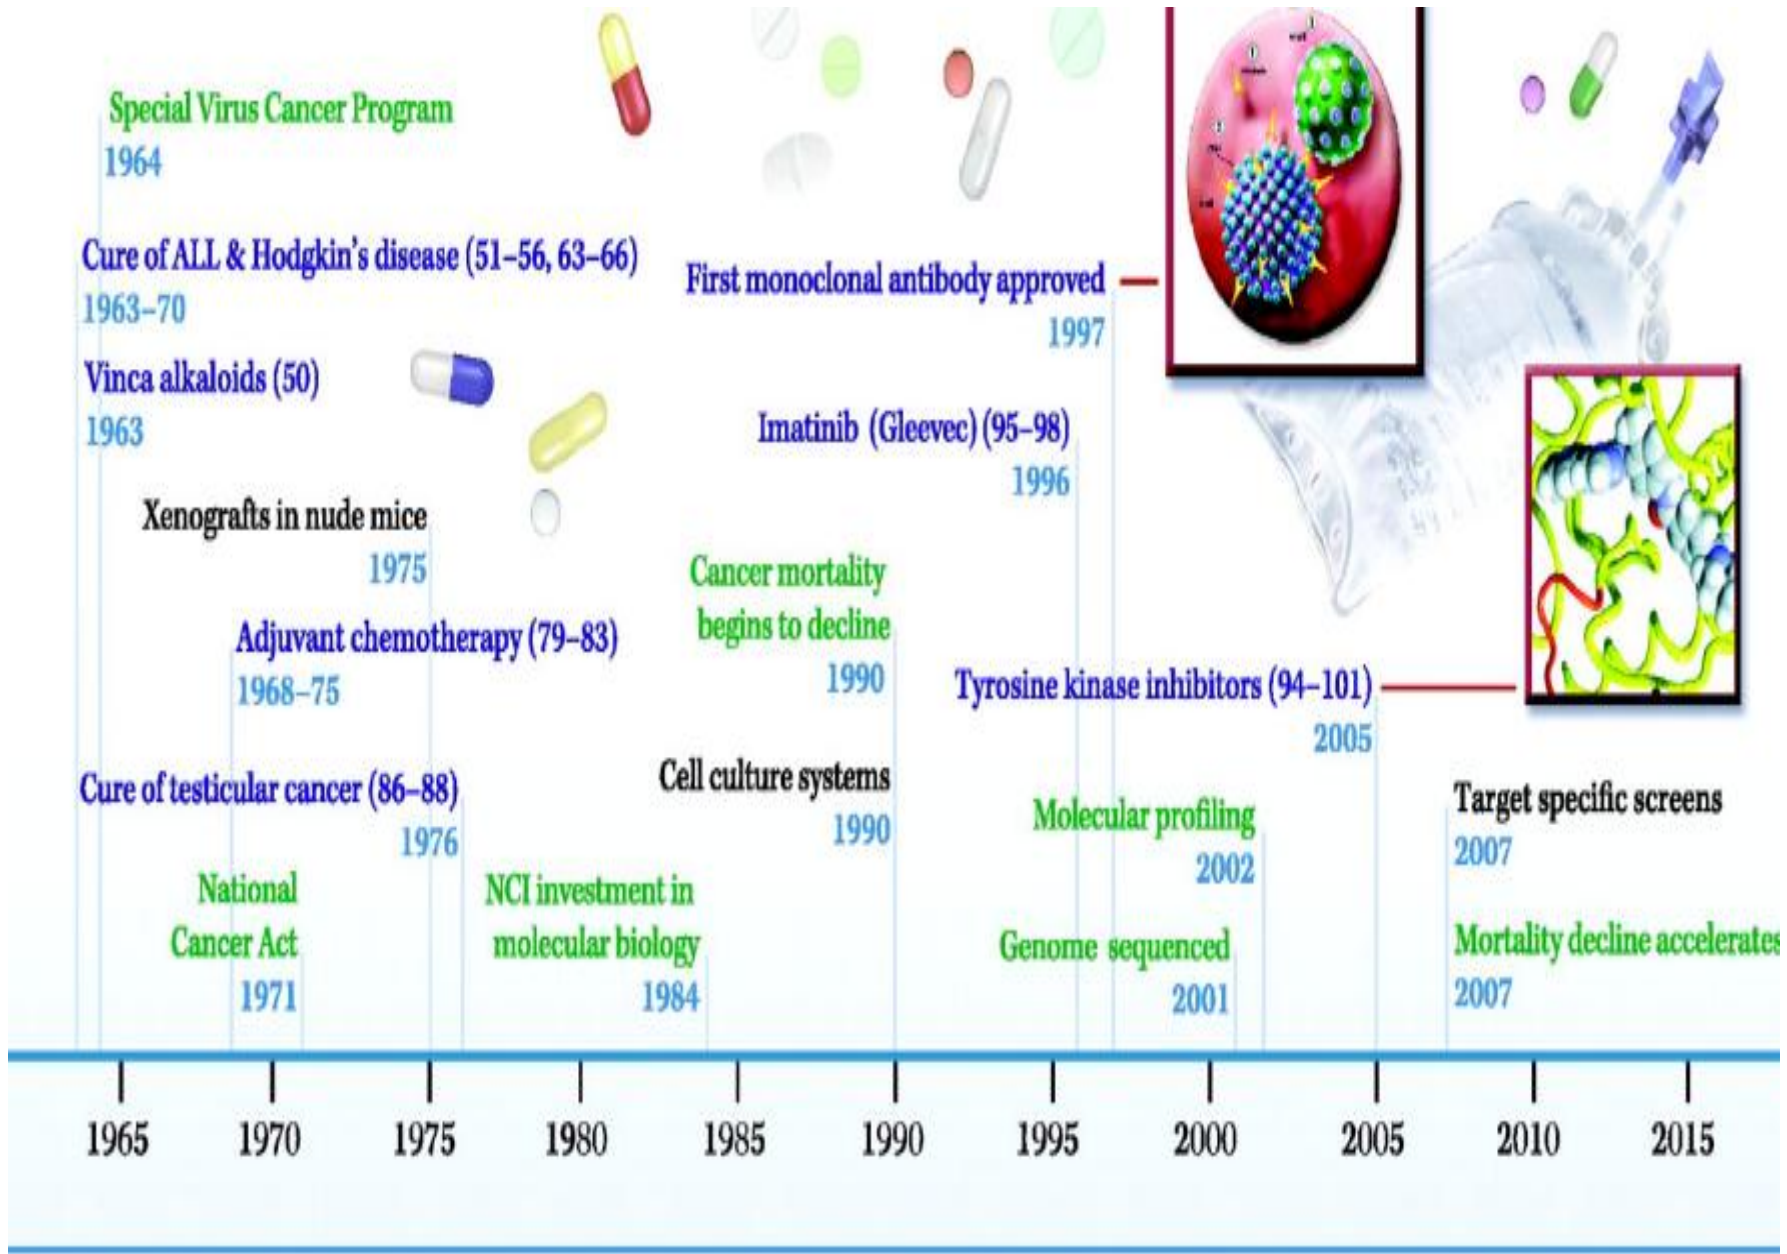 Special Virus Cancer Program
1964
Cure of ALL & Hodgkin's disease (51–56, 63–66)
1963–70
Vinca alkaloids (50)
1963
Xenografts in nude mice
1975
Adjuvant chemotherapy (79–83)
1968–75
Cure of testicular cancer (86–88)
1976
National
Cancer Act
1971
NCI investment in
molecular biology
1984
First monoclonal antibody approved
1997
Imatinib (Gleevec) (95–98)
1996
Cancer mortality
begins to decline
1990
Cell culture systems
1990
Tyrosine kinase inhibitors (94–101)
2005
Molecular profiling
2002
Genome sequenced
2001
Target specific screens
2007
Mortality decline accelerates
2007
1965 1970 1975 1980 1985 1990 1995 2000 2005 2010 2015